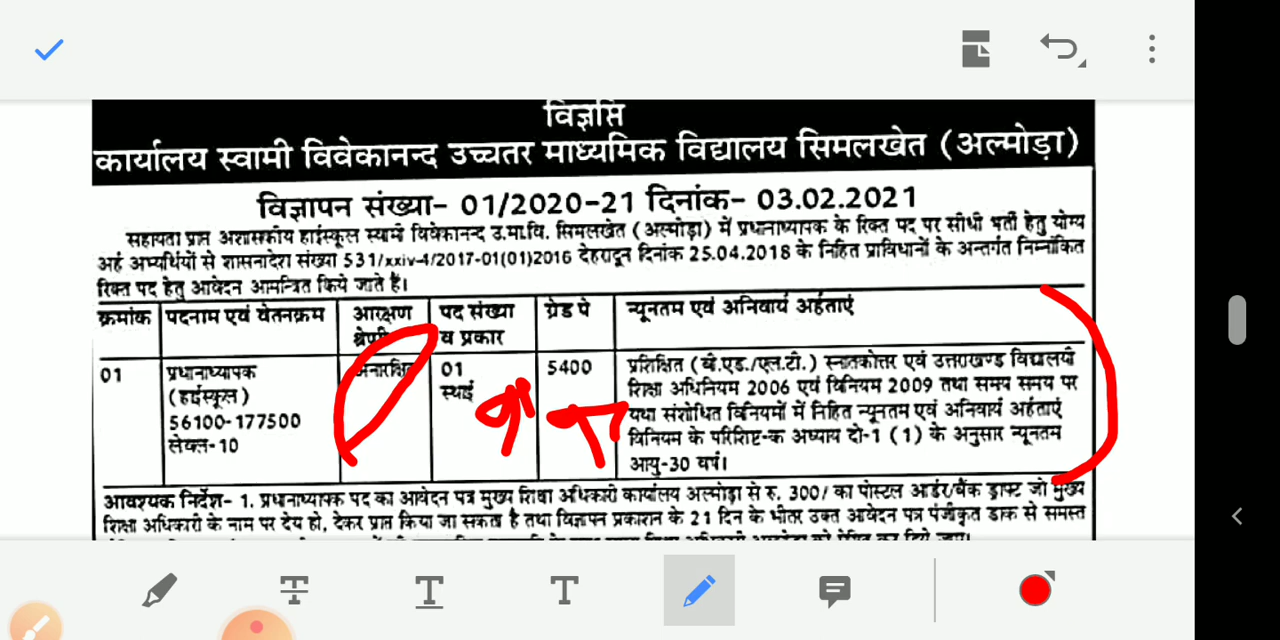 विज्ञप्ति
कार्यालय स्वामी विवेकानन्द उच्चतर माध्यमिक विद्यालय सिमलखेत (अल्मोड़ा)
विज्ञापन संख्या- 01/2020-21 दिनांक- 03.02.2021
सहायता प्राप्त अशासकीय हाईस्कूल स्वामी विवेकानन्द उ.मा.वि. सिमलखेत (अल्मोड़ा) में प्रधानाध्यापक के रिक्त पद पर सीधी भर्ती हेतु योग्य
अर्ह अभ्यर्थियों से शासनादेश संख्या 531/xxiv-4/2017-01(01)2016 देहरादून दिनांक 25.04.2018 के निहित प्राविधानों के अन्तर्गत निम्नांकित
रिक्त पद हेतु आवेदन आमन्त्रित किये जाते हैं।
क्रमांक पदनाम एवं वेतनक्रम आरक्षण श्रेणी पद संख्या व प्रकार ग्रेड पे न्यूनतम एवं अनिवार्य अर्हताएं
01 प्रधानाध्यापक (हाईस्कूल) 56100-177500 लेवल-10 अनारक्षित 01 स्थाई 5400
प्रशिक्षित (बी.एड./एल.टी.) स्नातकोत्तर एवं उत्तराखण्ड विद्यालयी
शिक्षा अधिनियम 2006 एवं विनियम 2009 तथा समय समय पर
यथा संशोधित विनियमों में निहित न्यूनतम एवं अनिवार्य अर्हताएं
विनियम के परिशिष्ट-क अध्याय दो-1 (1) के अनुसार न्यूनतम
आयु-30 वर्ष।
आवश्यक निर्देश- 1. प्रधानाध्यापक पद का आवेदन पत्र मुख्य शिक्षा अधिकारी कार्यालय अल्मोड़ा से रु. 300/ का पोस्टल आर्डर/बैंक ड्राफ्ट जो मुख्य
शिक्षा अधिकारी के नाम पर देय हो, देकर प्राप्त किया जा सकता है तथा विज्ञापन प्रकाशन के 21 दिन के भीतर उक्त आवेदन पत्र पंजीकृत डाक से समस्त